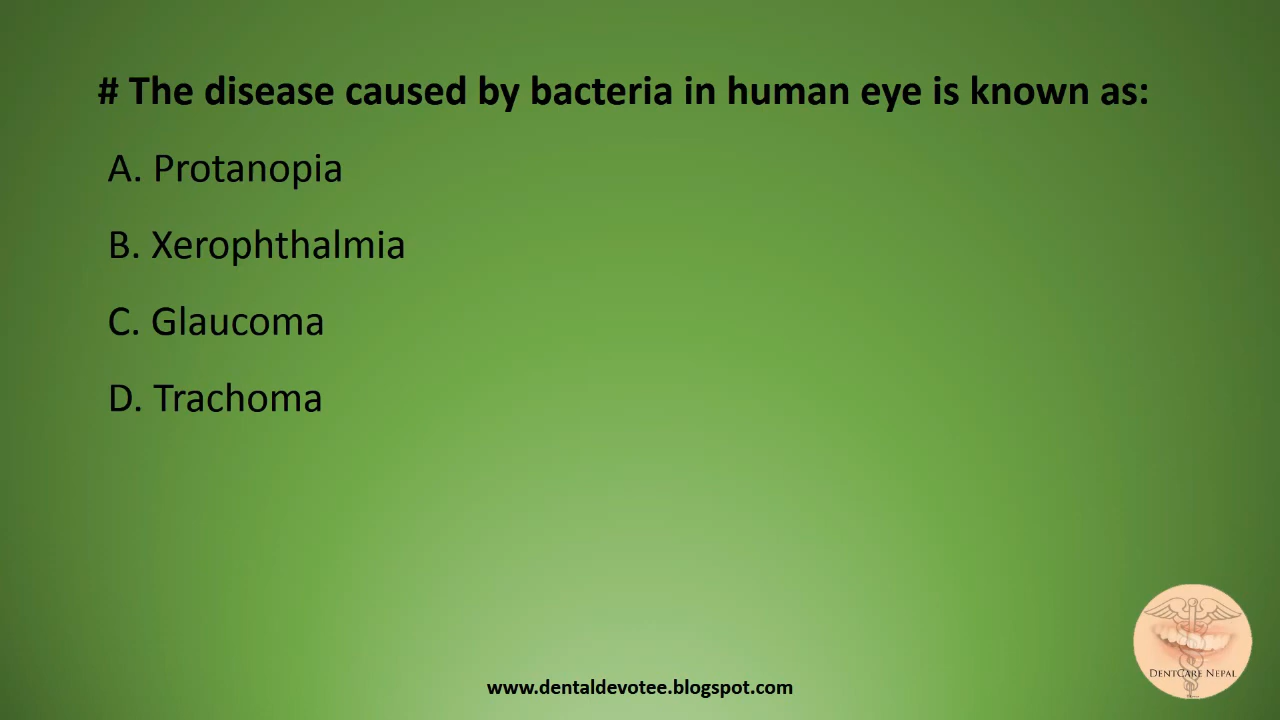 # The disease caused by bacteria in human eye is known as:
A. Protanopia
B. Xerophthalmia
C. Glaucoma
D. Trachoma
DENTCARE NEPAL
www.dentaldevotee.blogspot.com